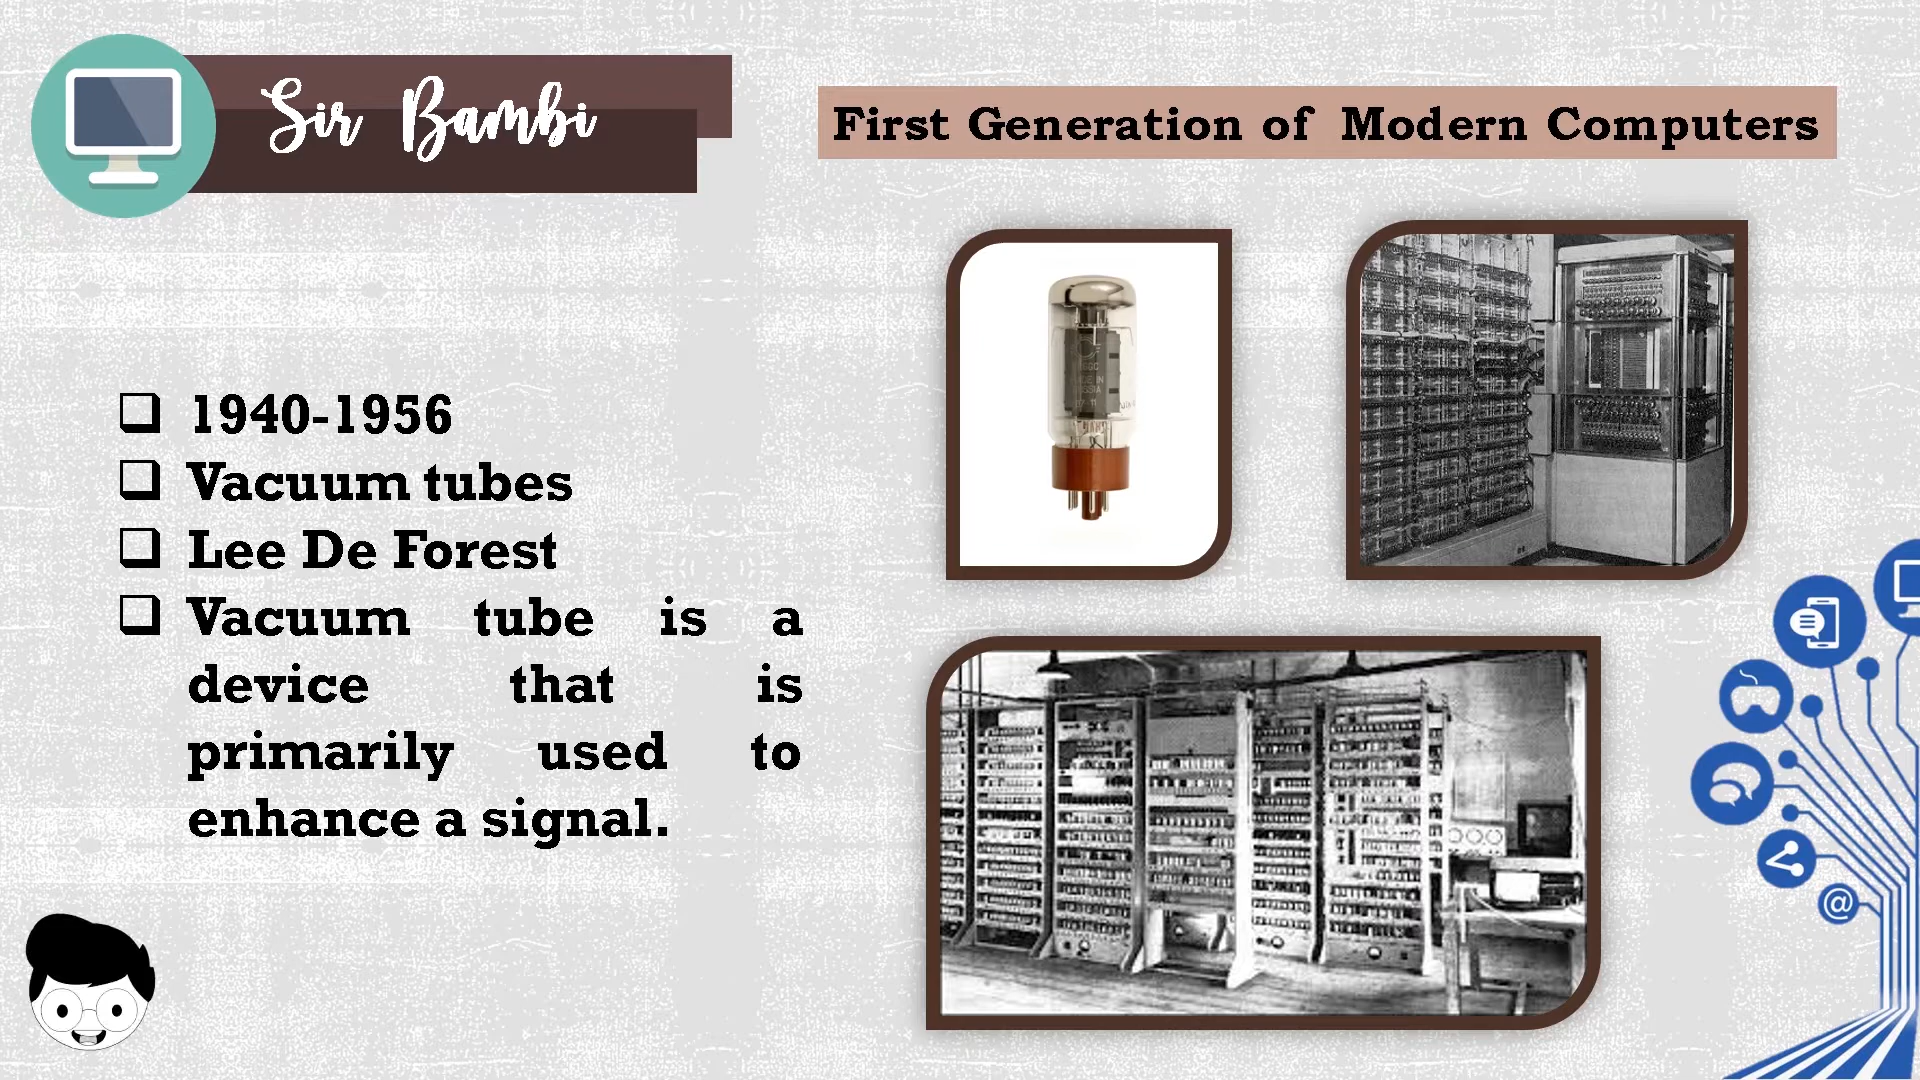 Sir Bambi
First Generation of Modern Computers
1940-1956
Vacuum tubes
Lee De Forest
Vacuum tube is a
device that is
primarily used to
enhance a signal.
@